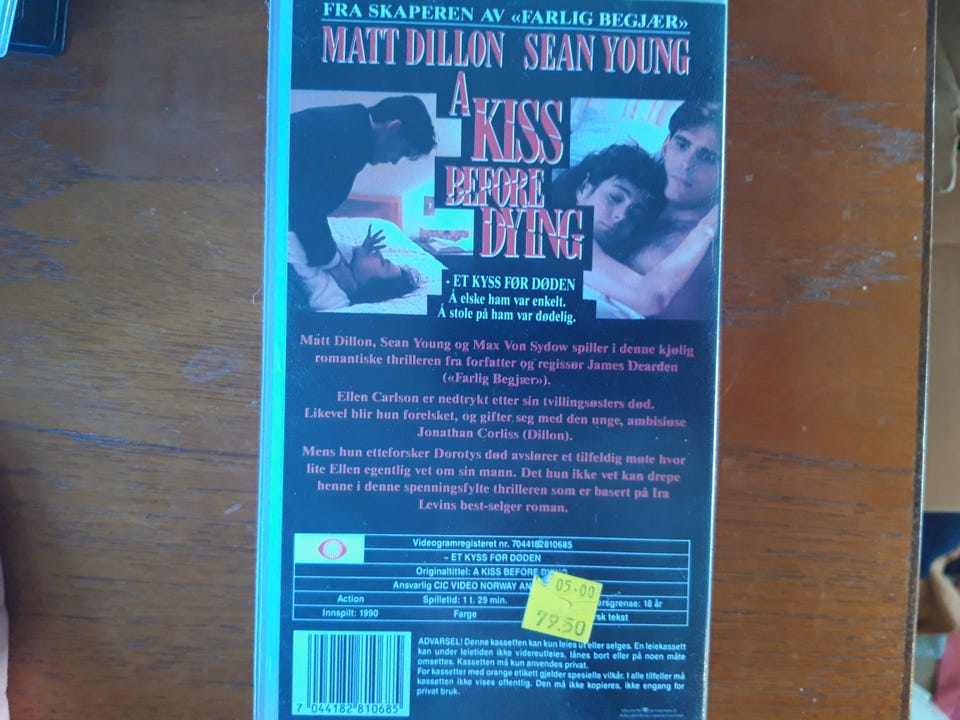 FRA SKAPEREN AV «FARLIG BEGJÆR»
MATT DILLON SEAN YOUNG
A
KISS
BEFORE
DYING
- ET KYSS FØR DØDEN
Å elske ham var enkelt.
Å stole på ham var dødelig.
Matt Dillon, Sean Young og Max Von Sydow spiller i denne kjølig
romantiske thrilleren fra forfatter og regissør James Dearden
(«Farlig Begjær»).
Ellen Carlson er nedtrykt etter sin tvillingsøsters død.
Likevel blir hun forelsket, og gifter seg med den unge, ambisiøse
Jonathan Corliss (Dillon).
Mens hun etteforsker Dorotys død avslører et tilfeldig møte hvor
lite Ellen egentlig vet om sin mann. Det hun ikke vet kan drepe
henne i denne spenningsfylte thrilleren som er basert på Ira
Levins best-selger roman.
Videogramregisteret nr. 7044182810685
– ET KYSS FØR DØDEN
Originaltittel: A KISS BEFORE DYING
Ansvarlig CIC VIDEO NORWAY AN
Action Spilletid: 1 t. 29 min. ersgrense: 18 år
Innspilt: 1990 Farge rsk tekst
05.00
79.50
ADVARSEL! Denne kassetten kan kun leies ut eller selges. En leiekassett
kan under leietiden ikke videreutleies, lånes bort eller på noen måte
omsettes. Kassetten må kun anvendes privat.
For kassetter med orange etikett gjelder spesielle vilkår. I alle tilfeller må
kassetten ikke vises offentlig. Den må ikke kopieres, ikke engang for
privat bruk.
7 044182 810685